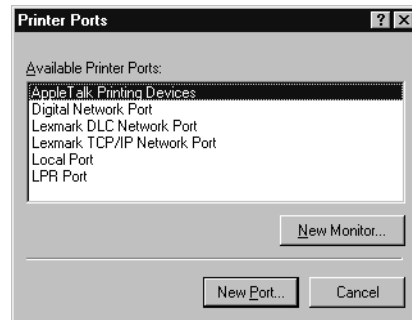 Printer Ports
Available Printer Ports:
AppleTalk Printing Devices
Digital Network Port
Lexmark DLC Network Port
Lexmark TCP/IP Network Port
Local Port
LPR Port
New Monitor...
New Port...
Cancel